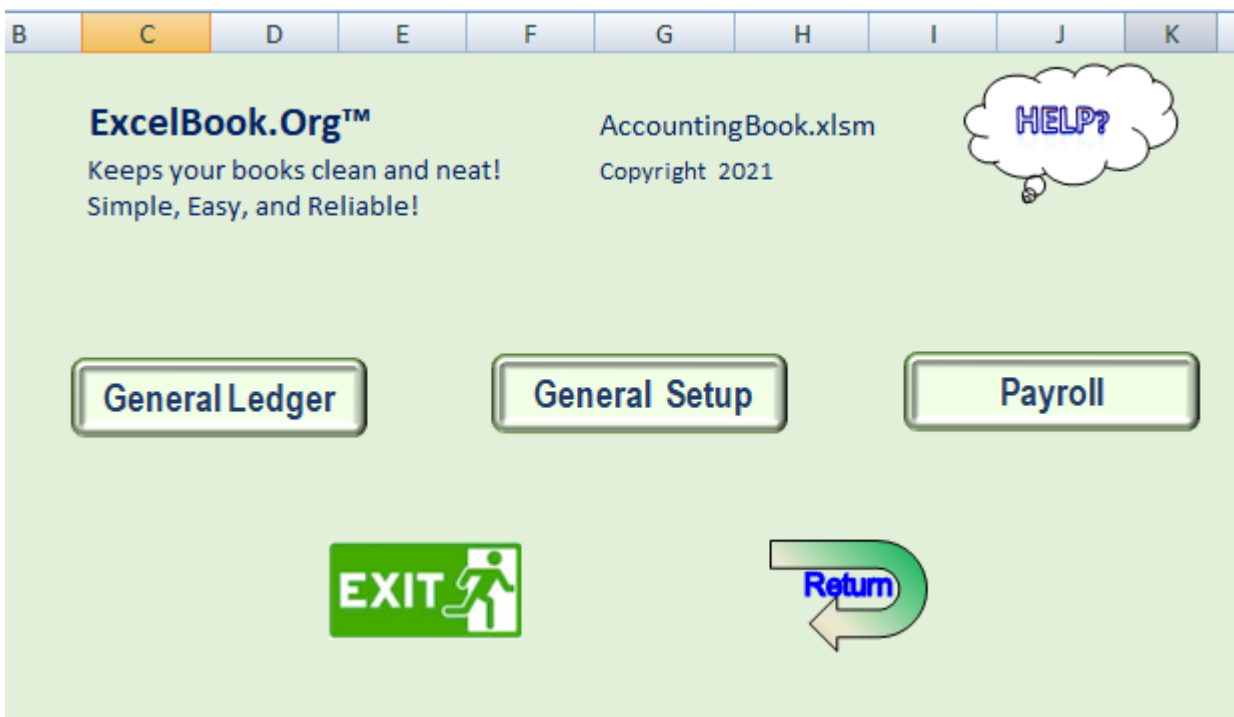 B C D E F G H I J K
ExcelBook.Org™ AccountingBook.xlsm HELP?
Keeps your books clean and neat! Copyright 2021
Simple, Easy, and Reliable!
General Ledger General Setup Payroll
EXIT Return